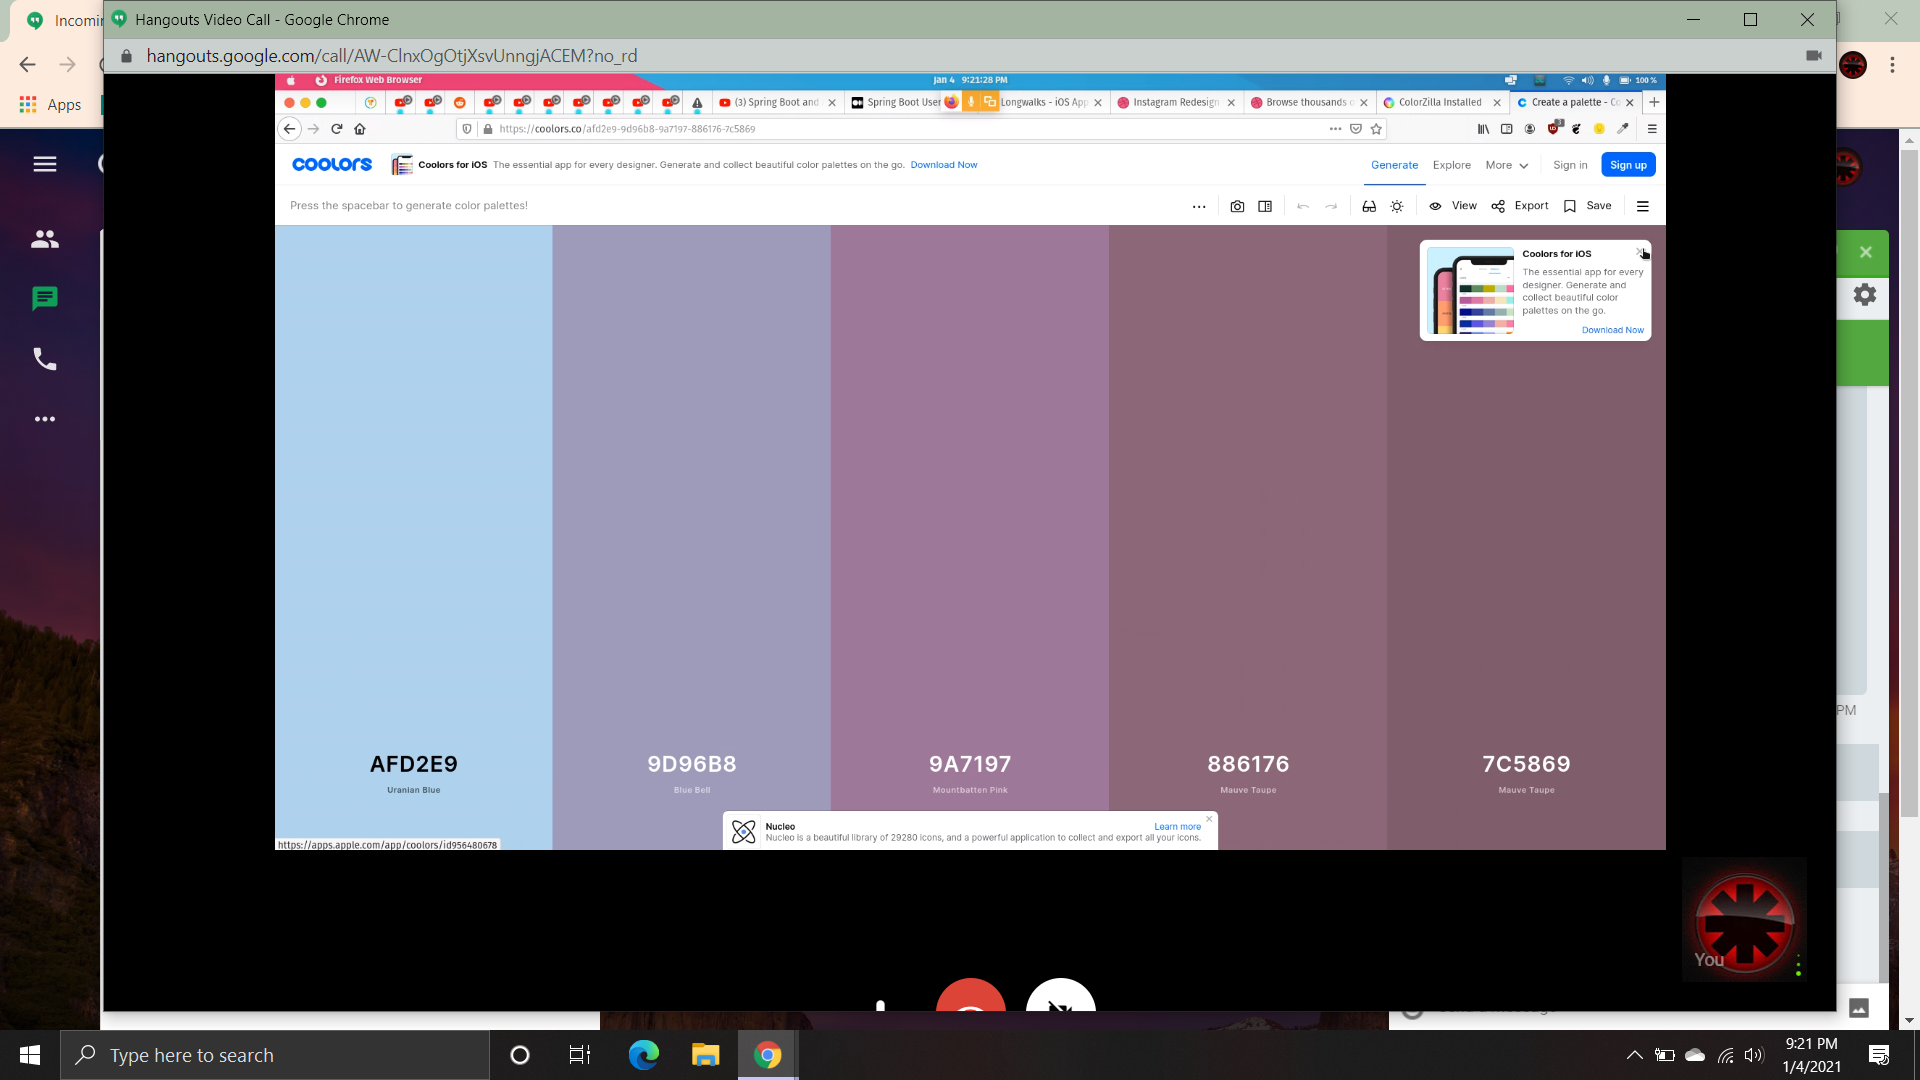 Incomin
Hangouts Video Call - Google Chrome
hangouts.google.com/call/AW-ClnxOgOtjXsvUnngjACEM?no_rd
Apps
Firefox Web Browser
Jan 4 9:21:28 PM
100 %
(3) Spring Boot and
Spring Boot User
Longwalks - iOS App
Instagram Redesign
Browse thousands o
ColorZilla Installed
Create a palette - Co
https://coolors.co/afd2e9-9d96b8-9a7197-886176-7c5869
coolors
Coolors for iOS The essential app for every designer. Generate and collect beautiful color palettes on the go. Download Now
Generate
Explore
More
Sign in
Sign up
Press the spacebar to generate color palettes!
View
Export
Save
Coolors for iOS
The essential app for every
designer. Generate and
collect beautiful color
palettes on the go.
Download Now
PM
AFD2E9
Uranian Blue
9D96B8
Blue Bell
9A7197
Mountbatten Pink
886176
Mauve Taupe
7C5869
Mauve Taupe
Nucleo
Learn more
Nucleo is a beautiful library of 29280 icons, and a powerful application to collect and export all your icons.
https://apps.apple.com/app/coolors/id956480678
You
Type here to search
9:21 PM
1/4/2021